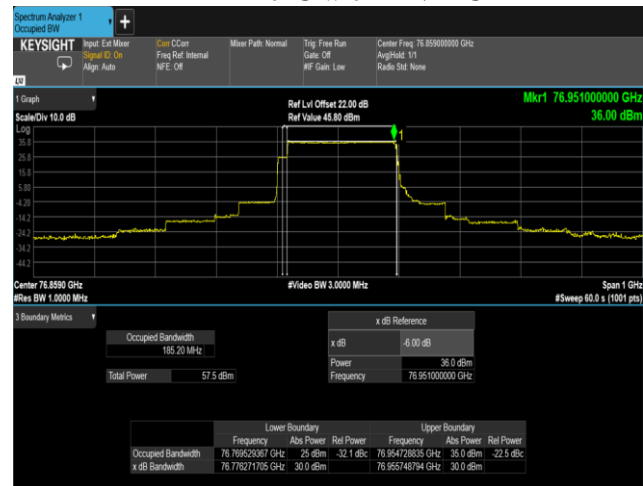 Spectrum Analyzer 1
Occupied BW
+
KEYSIGHT
Input: Ext Mixer
Signal ID: On
Align: Auto
Corr CCorr
Freq Ref: Internal
NFE: Off
Mixer Path: Normal
Trig: Free Run
Gate: Off
#IF Gain: Low
Center Freq: 76.859000000 GHz
Avg|Hold: 1/1
Radio Std: None
LXI
1 Graph
Scale/Div 10.0 dB
Ref Lvl Offset 22.00 dB
Ref Value 45.80 dBm
Mkr1 76.951000000 GHz
36.00 dBm
Log
35.8
25.8
15.8
5.80
-4.20
-14.2
-24.2
-34.2
-44.2
1
Center 76.8590 GHz
#Res BW 1.0000 MHz
#Video BW 3.0000 MHz
Span 1 GHz
#Sweep 60.0 s (1001 pts)
3 Boundary Metrics
Occupied Bandwidth
185.20 MHz
Total Power 57.5 dBm
x dB Reference
x dB -6.00 dB
Power 36.0 dBm
Frequency 76.951000000 GHz
Lower Boundary Upper Boundary
Frequency Abs Power Rel Power Frequency Abs Power Rel Power
Occupied Bandwidth 76.769529367 GHz 25 dBm -32.1 dBc 76.954728835 GHz 35.0 dBm -22.5 dBc
x dB Bandwidth 76.776271705 GHz 30.0 dBm 76.955748794 GHz 30.0 dBm